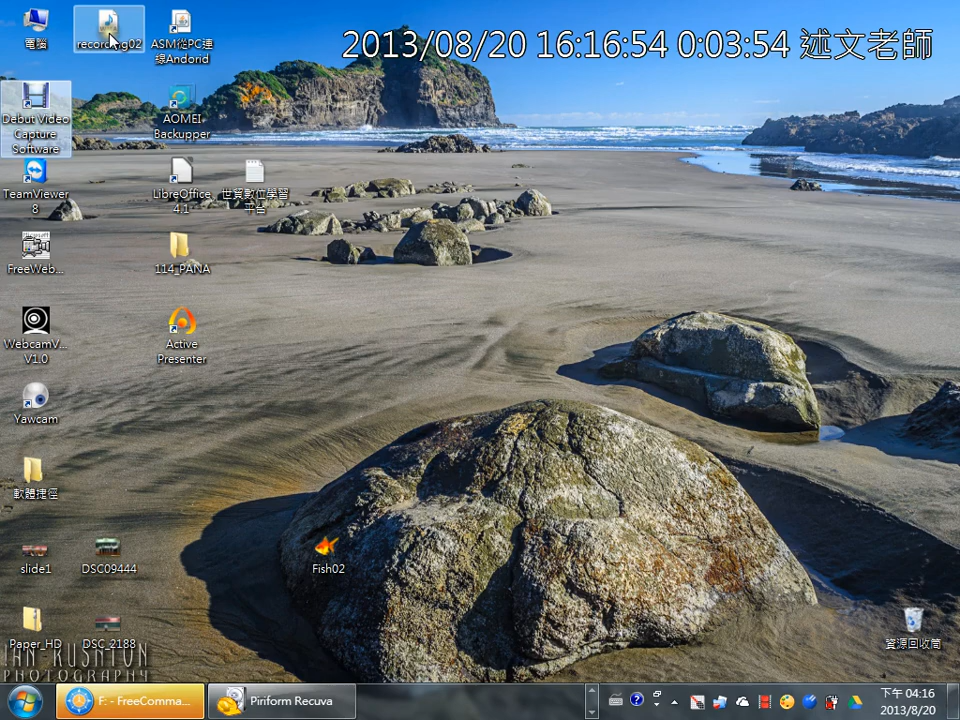 2013/08/20 16:16:54 0:03:54 述文老師
電腦
recording02
ASM從PC連
線Andorid
Debut Video
Capture
Software
AOMEI
Backupper
TeamViewer
8
LibreOffice
4.1
世貿數位學習
平台
FreeWeb...
114_PANA
WebcamV...
V1.0
Active
Presenter
Yawcam
軟體捷徑
slide1
DSC09444
Fish02
Paper_HD
DSC_2188
資源回收筒
IAN-RUSHTON
PHOTOGRAPHY
F: - FreeComma...
Piriform Recuva
下午 04:16
2013/8/20